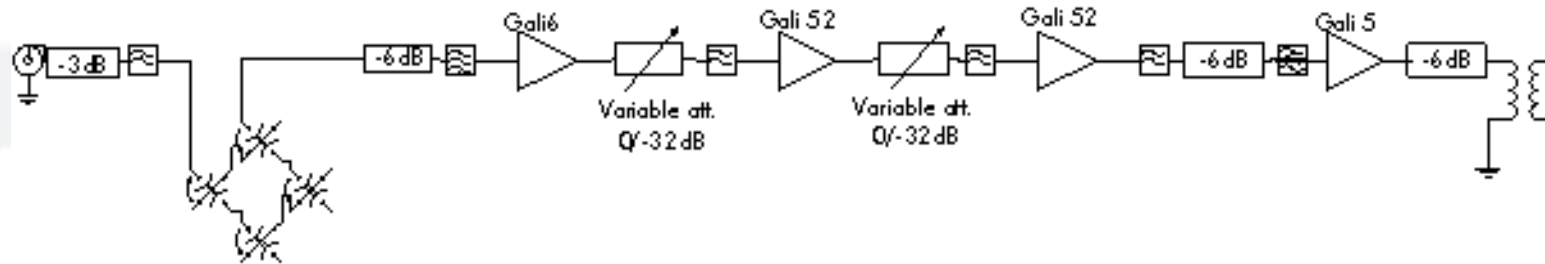 Gali6
Gali 52
Gali 52
Gali 5
-3 dB
-6 dB
-6 dB
-6 dB
Variable att.
0/-32 dB
Variable att.
0/-32 dB